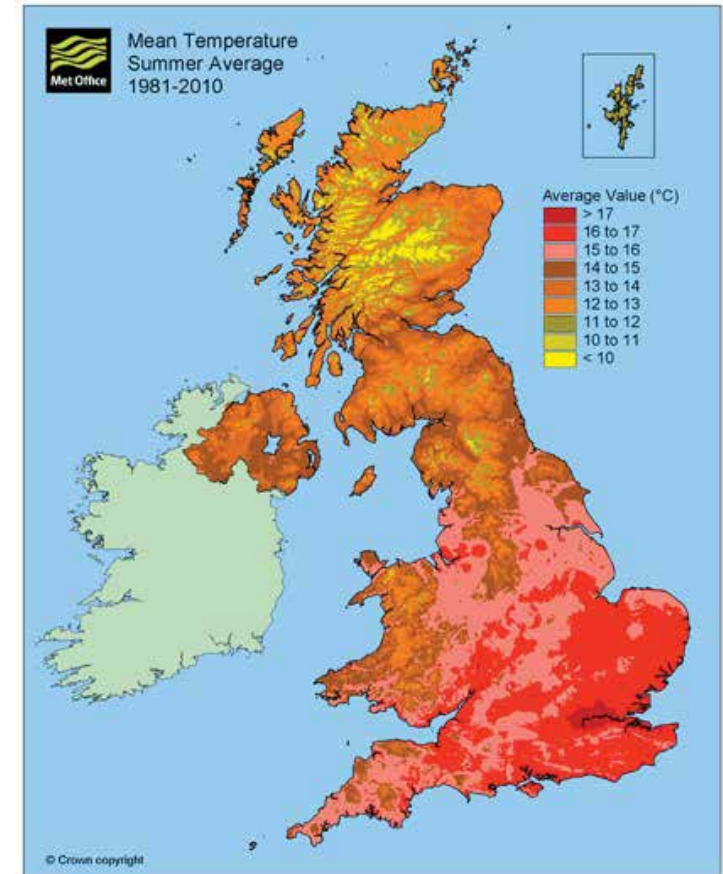 Met Office
Mean Temperature
Summer Average
1981-2010
Average Value (°C)
> 17
16 to 17
15 to 16
14 to 15
13 to 14
12 to 13
11 to 12
10 to 11
< 10
© Crown copyright